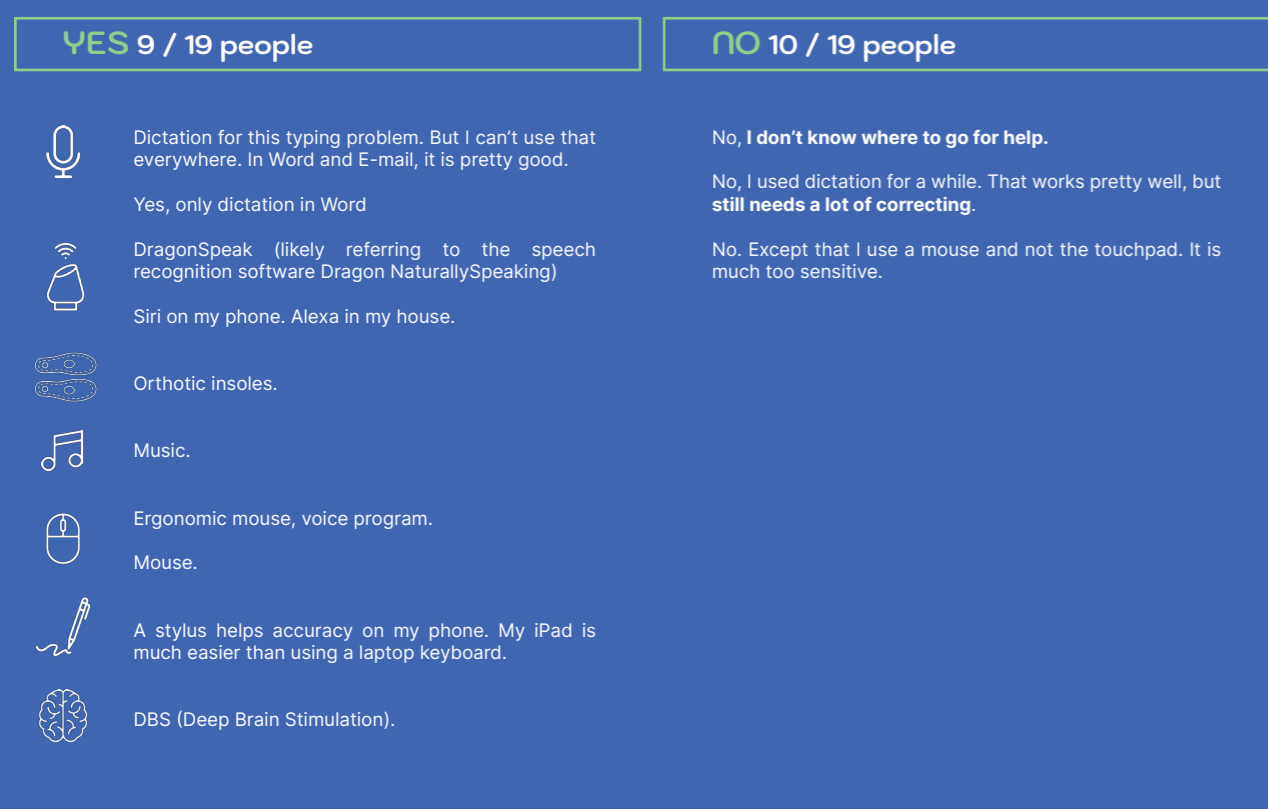 YES 9 / 19 people
Dictation for this typing problem. But I can’t use that
everywhere. In Word and E-mail, it is pretty good.
Yes, only dictation in Word
DragonSpeak (likely referring to the speech
recognition software Dragon NaturallySpeaking)
Siri on my phone. Alexa in my house.
Orthotic insoles.
Music.
Ergonomic mouse, voice program.
Mouse.
A stylus helps accuracy on my phone. My iPad is
much easier than using a laptop keyboard.
DBS (Deep Brain Stimulation).
NO 10 / 19 people
No, I don’t know where to go for help.
No, I used dictation for a while. That works pretty well, but
still needs a lot of correcting.
No. Except that I use a mouse and not the touchpad. It is
much too sensitive.